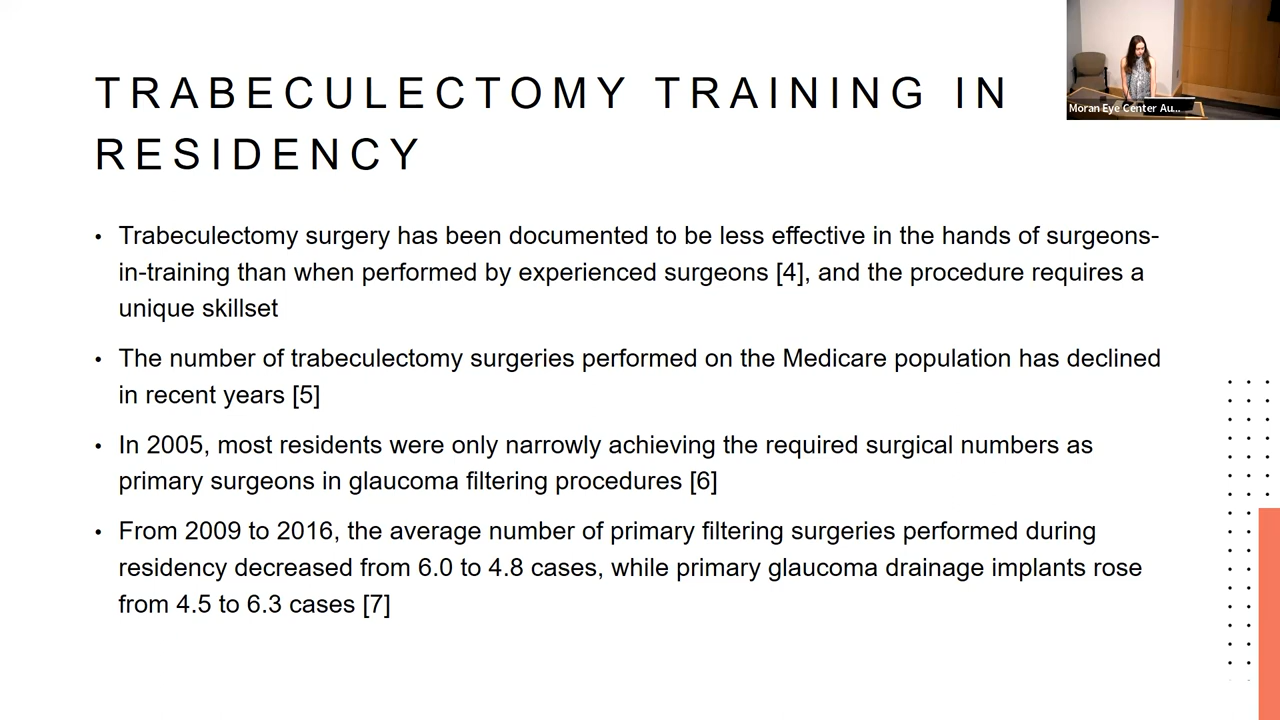 TRABECULECTOMY TRAINING IN
RESIDENCY
Moran Eye Center Au...
• Trabeculectomy surgery has been documented to be less effective in the hands of surgeons-
in-training than when performed by experienced surgeons [4], and the procedure requires a
unique skillset
• The number of trabeculectomy surgeries performed on the Medicare population has declined
in recent years [5]
• In 2005, most residents were only narrowly achieving the required surgical numbers as
primary surgeons in glaucoma filtering procedures [6]
• From 2009 to 2016, the average number of primary filtering surgeries performed during
residency decreased from 6.0 to 4.8 cases, while primary glaucoma drainage implants rose
from 4.5 to 6.3 cases [7]